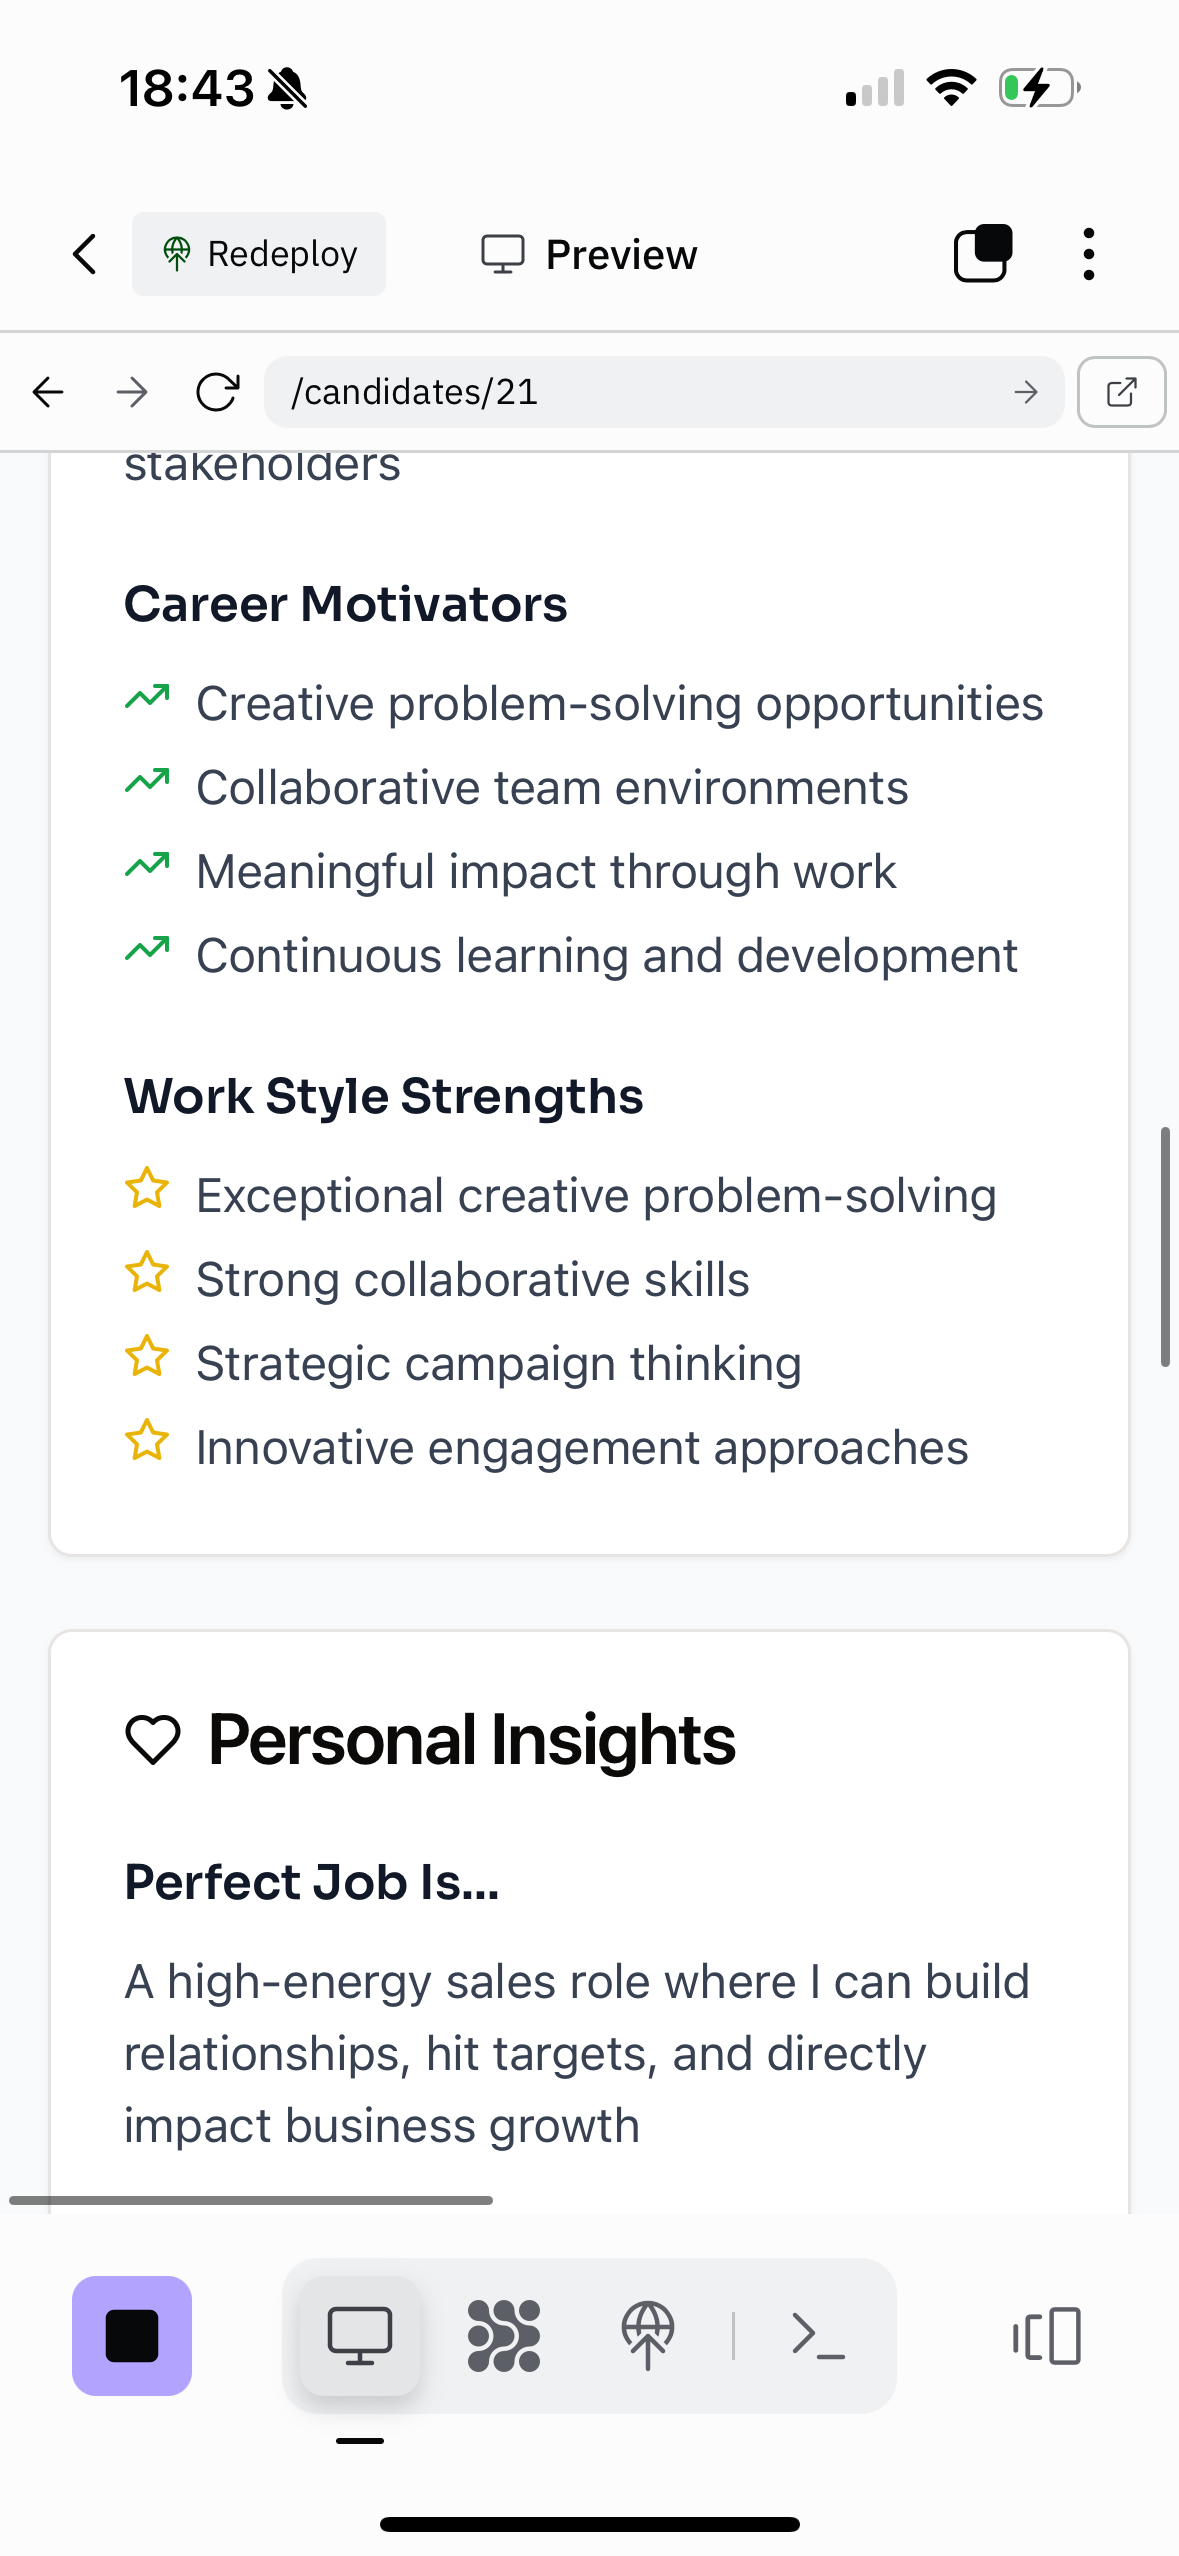 18:43
Redeploy
Preview
/candidates/21
stakeholders
Career Motivators
Creative problem-solving opportunities
Collaborative team environments
Meaningful impact through work
Continuous learning and development
Work Style Strengths
Exceptional creative problem-solving
Strong collaborative skills
Strategic campaign thinking
Innovative engagement approaches
Personal Insights
Perfect Job Is...
A high-energy sales role where I can build
relationships, hit targets, and directly
impact business growth